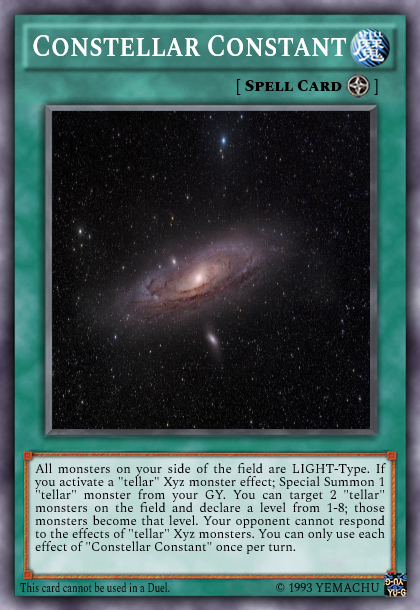 CONSTELLAR CONSTANT 魔
[ SPELL CARD ]
All monsters on your side of the field are LIGHT-Type. If
you activate a "tellar" Xyz monster effect; Special Summon 1
"tellar" monster from your GY. You can target 2 "tellar"
monsters on the field and declare a level from 1-8; those
monsters become that level. Your opponent cannot respond
to the effects of "tellar" Xyz monsters. You can only use each
effect of "Constellar Constant" once per turn.
This card cannot be used in a Duel.
© 1993 YEMACHU